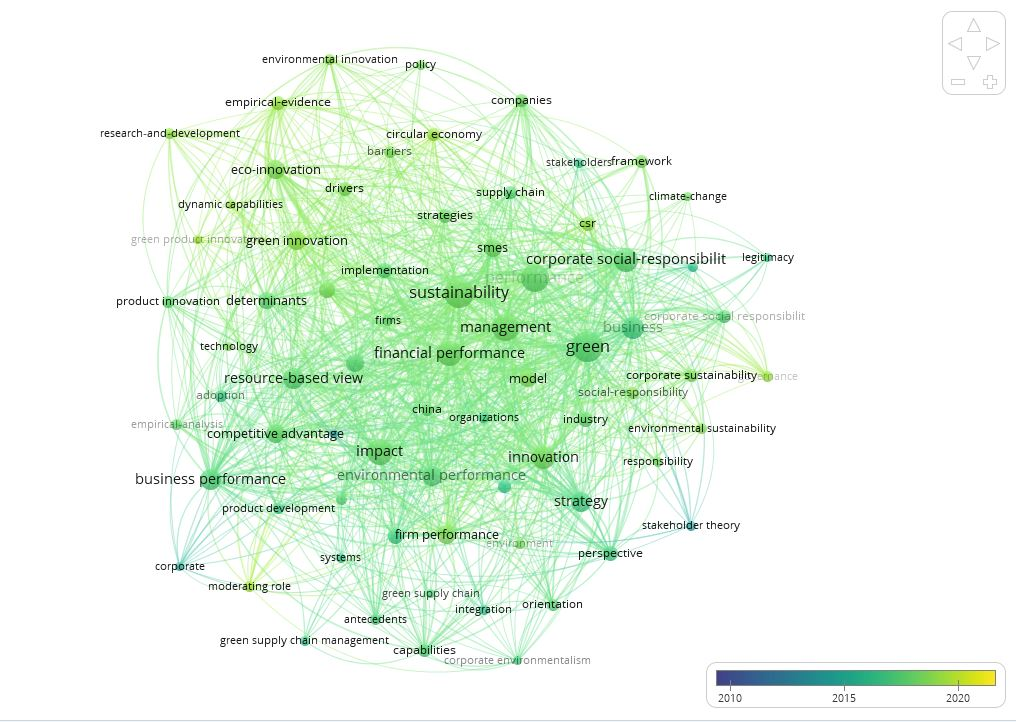 environmental innovation
policy
empirical-evidence
companies
research-and-development
circular economy
barriers
stakeholders
framework
eco-innovation
drivers
supply chain
climate-change
dynamic capabilities
strategies
csr
green product innovat
green innovation
smes
corporate social-responsibilit
legitimacy
implementation
performance
sustainability
product innovation
determinants
firms
corporate social responsibilit
management
business
technology
green
financial performance
resource-based view
model
corporate sustainability
adoption
social-responsibility
china
organizations
industry
empirical-analysis
competitive advantage
environmental sustainability
impact
innovation
responsibility
business performance
environmental performance
strategy
product development
stakeholder theory
firm performance
environment
perspective
systems
corporate
moderating role
green supply chain
integration
orientation
antecedents
green supply chain management
capabilities
corporate environmentalism
2010
2015
2020